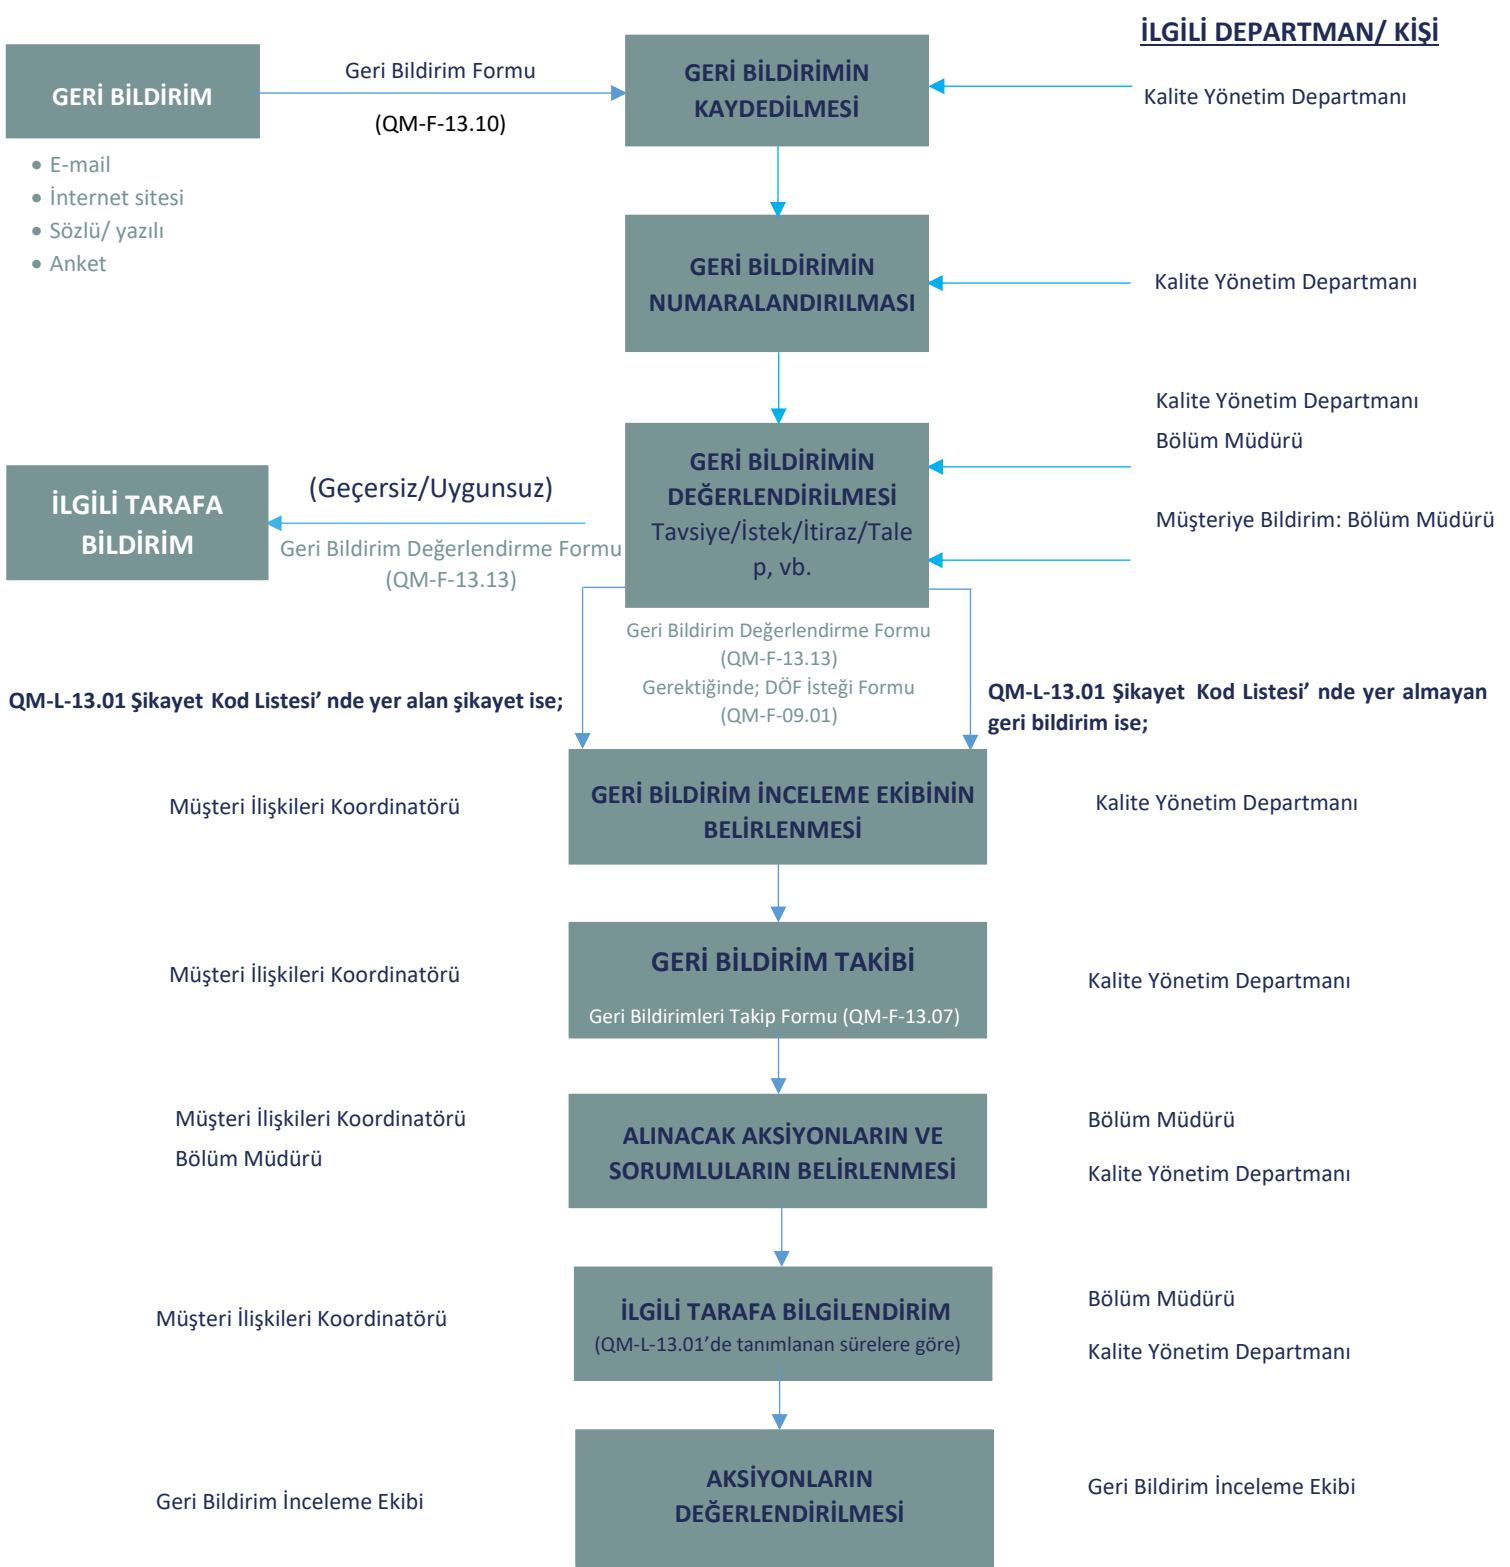 İLGİLİ DEPARTMAN/ KİŞİ
GERİ BİLDİRİM
Geri Bildirim Formu
(QM-F-13.10)
GERİ BİLDİRİMİN
KAYDEDİLMESİ
Kalite Yönetim Departmanı
• E-mail
• İnternet sitesi
• Sözlü/ yazılı
• Anket
GERİ BİLDİRİMİN
NUMARALANDIRILMASI
Kalite Yönetim Departmanı
Kalite Yönetim Departmanı
Bölüm Müdürü
İLGİLİ TARAFA
BİLDİRİM
(Geçersiz/Uygunsuz)
Geri Bildirim Değerlendirme Formu
(QM-F-13.13)
GERİ BİLDİRİMİN
DEĞERLENDİRİLMESİ
Tavsiye/İstek/İtiraz/Tale
p, vb.
Müşteriye Bildirim: Bölüm Müdürü
Geri Bildirim Değerlendirme Formu
(QM-F-13.13)
Gerektiğinde; DÖF İsteği Formu
(QM-F-09.01)
QM-L-13.01 Şikayet Kod Listesi’ nde yer alan şikayet ise;
QM-L-13.01 Şikayet Kod Listesi’ nde yer almayan
geri bildirim ise;
Müşteri İlişkileri Koordinatörü
GERİ BİLDİRİM İNCELEME EKİBİNİN
BELİRLENMESİ
Kalite Yönetim Departmanı
Müşteri İlişkileri Koordinatörü
GERİ BİLDİRİM TAKİBİ
Geri Bildirimleri Takip Formu (QM-F-13.07)
Kalite Yönetim Departmanı
Müşteri İlişkileri Koordinatörü
Bölüm Müdürü
ALINACAK AKSİYONLARIN VE
SORUMLULARIN BELİRLENMESİ
Bölüm Müdürü
Kalite Yönetim Departmanı
Müşteri İlişkileri Koordinatörü
İLGİLİ TARAFA BİLGİLENDİRİM
(QM-L-13.01’de tanımlanan sürelere göre)
Bölüm Müdürü
Kalite Yönetim Departmanı
Geri Bildirim İnceleme Ekibi
AKSİYONLARIN
DEĞERLENDİRİLMESİ
Geri Bildirim İnceleme Ekibi